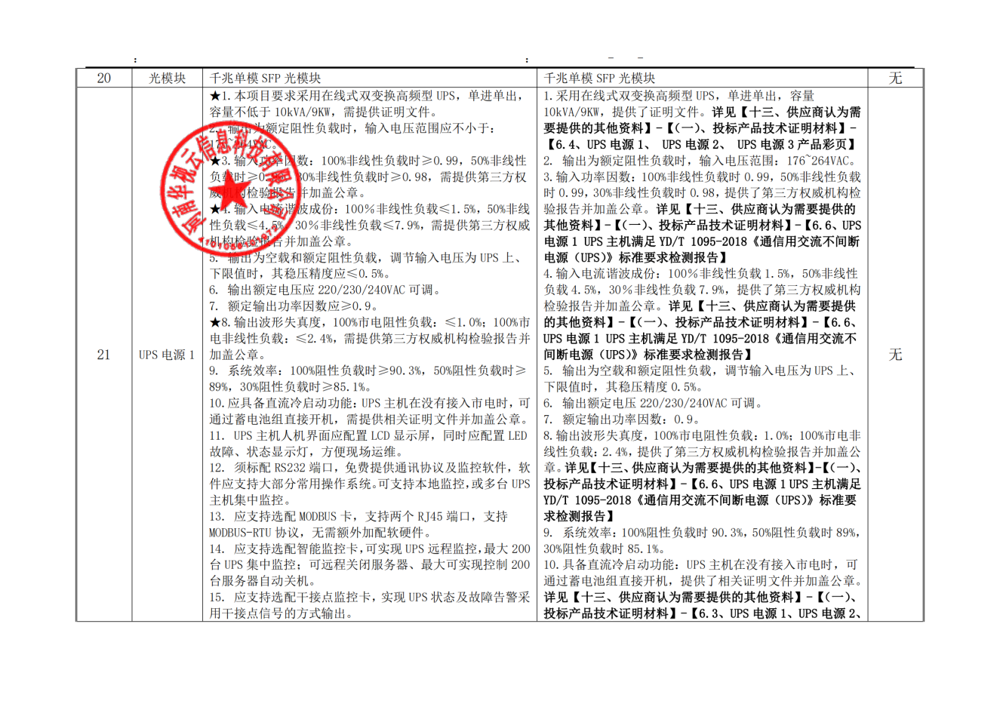 20 光模块 千兆单模 SFP 光模块 千兆单模 SFP 光模块 无
21 UPS 电源 1
★1.本项目要求采用在线式双变换高频型 UPS，单进单出，
容量不低于 10kVA/9KW，需提供证明文件。
2. 输出为额定阻性负载时，输入电压范围应不小于：
176~264VAC。
★3.输入功率因数：100%非线性负载时≥0.99，50%非线性
负载时≥0. 30%非线性负载时≥0.98，需提供第三方权
威机构检验报告并加盖公章。
★4.输入电流谐波成份：100%非线性负载≤1.5%，50%非线
性负载≤4.5%，30%非线性负载≤7.9%，需提供第三方权威
机构检验报告并加盖公章。
5. 输出为空载和额定阻性负载，调节输入电压为 UPS 上、
下限值时，其稳压精度应≤0.5%。
6. 输出额定电压应 220/230/240VAC 可调。
7. 额定输出功率因数应≥0.9。
★8.输出波形失真度，100%市电阻性负载：≤1.0%；100%市
电非线性负载：≤2.4%，需提供第三方权威机构检验报告并
加盖公章。
9. 系统效率：100%阻性负载时≥90.3%，50%阻性负载时≥
89%，30%阻性负载时≥85.1%。
10.应具备直流冷启动功能：UPS 主机在没有接入市电时，可
通过蓄电池组直接开机，需提供相关证明文件并加盖公章。
11. UPS 主机人机界面应配置 LCD 显示屏，同时应配置 LED
故障、状态显示灯，方便现场运维。
12. 须标配 RS232 端口，免费提供通讯协议及监控软件，软
件应支持大部分常用操作系统。可支持本地监控，或多台 UPS
主机集中监控。
13. 应支持选配 MODBUS 卡，支持两个 RJ45 端口，支持
MODBUS-RTU 协议，无需额外加配软硬件。
14. 应支持选配智能监控卡，可实现 UPS 远程监控，最大 200
台 UPS 集中监控；可远程关闭服务器、最大可实现控制 200
台服务器自动关机。
15. 应支持选配干接点监控卡，实现 UPS 状态及故障告警采
用干接点信号的方式输出。
1.采用在线式双变换高频型 UPS，单进单出，容量
10kVA/9KW，提供了证明文件。详见【十三、供应商认为需
要提供的其他资料】-【(一)、投标产品技术证明材料】-
【6.4、UPS 电源 1、 UPS 电源 2、 UPS 电源 3 产品彩页】
2. 输出为额定阻性负载时，输入电压范围：176~264VAC。
3.输入功率因数：100%非线性负载时 0.99，50%非线性负载
时 0.99,30%非线性负载时 0.98,提供了第三方权威机构检
验报告并加盖公章。详见【十三、供应商认为需要提供的
其他资料】-【(一)、投标产品技术证明材料】-【6.6、UPS
电源 1 UPS 主机满足 YD/T 1095-2018《通信用交流不间断
电源（UPS）》标准要求检测报告】
4.输入电流谐波成份：100%非线性负载 1.5%，50%非线性
负载 4.5%，30%非线性负载 7.9%，提供了第三方权威机构
检验报告并加盖公章。详见【十三、供应商认为需要提供
的其他资料】-【(一)、投标产品技术证明材料】-【6.6、
UPS 电源 1 UPS 主机满足 YD/T 1095-2018《通信用交流不
间断电源（UPS）》标准要求检测报告】
5. 输出为空载和额定阻性负载，调节输入电压为 UPS 上、
下限值时，其稳压精度 0.5%。
6. 输出额定电压 220/230/240VAC 可调。
7. 额定输出功率因数：0.9。
8.输出波形失真度，100%市电阻性负载：1.0%；100%市电非
线性负载：2.4%，提供了第三方权威机构检验报告并加盖公
章。详见【十三、供应商认为需要提供的其他资料】-【(一)、
投标产品技术证明材料】-【6.6、UPS 电源 1 UPS 主机满足
YD/T 1095-2018《通信用交流不间断电源（UPS）》标准要
求检测报告】
9. 系统效率：100%阻性负载时 90.3%，50%阻性负载时 89%，
30%阻性负载时 85.1%。
10.具备直流冷启动功能：UPS 主机在没有接入市电时，可
通过蓄电池组直接开机，提供了相关证明文件并加盖公章。
详见【十三、供应商认为需要提供的其他资料】-【(一)、
投标产品技术证明材料】-【6.3、UPS 电源 1、UPS 电源 2、
无
河南华视云信息科技有限公司